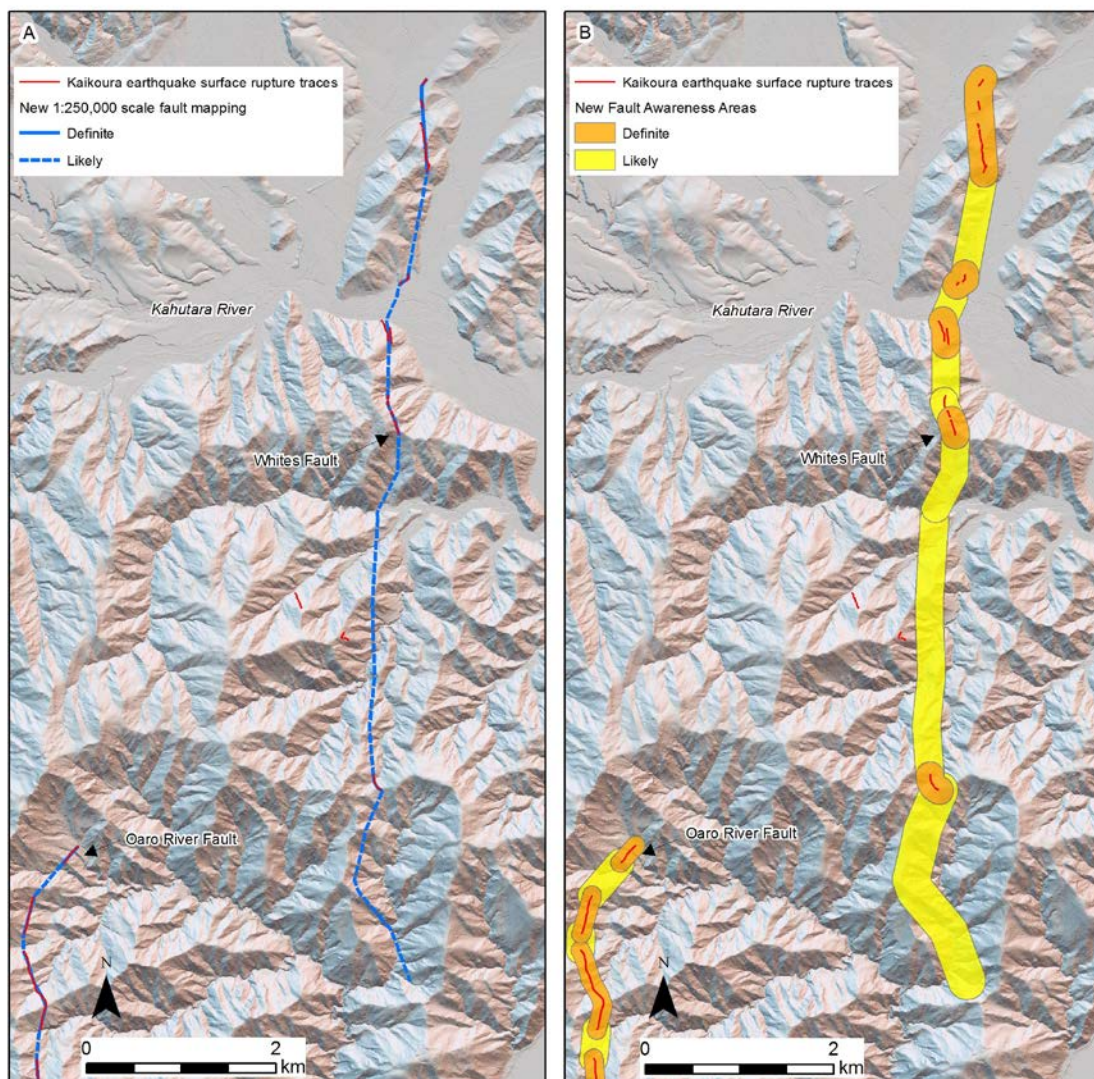 A
Kaikoura earthquake surface rupture traces
New 1:250,000 scale fault mapping
Definite
Likely
Kahutara River
Whites Fault
Oaro River Fault
N
0 2
km
B
Kaikoura earthquake surface rupture traces
New Fault Awareness Areas
Definite
Likely
Kahutara River
Whites Fault
Oaro River Fault
N
0 2
km